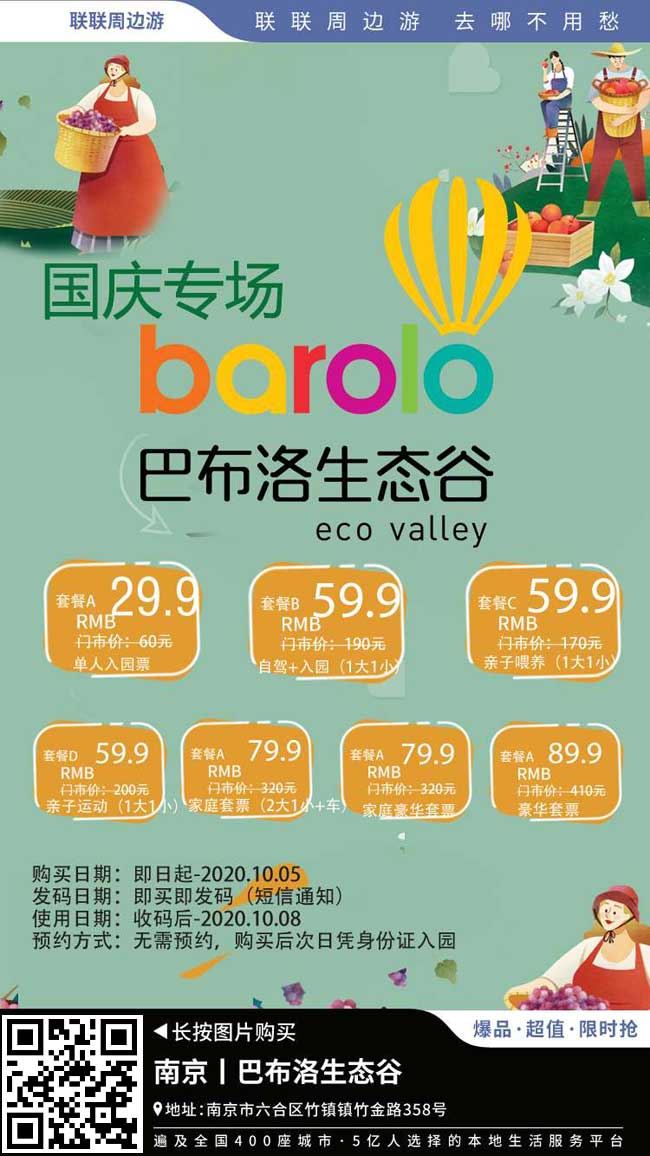 联联周边游
联联周边游 去哪不用愁
国庆专场
barolo
巴布洛生态谷
eco valley
套餐A 29.9
RMB
门市价：60元
单人入园票
套餐B 59.9
RMB
门市价：190元
自驾+入园（1大1小）
套餐C 59.9
RMB
门市价：170元
亲子喂养（1大1小）
套餐D 59.9
RMB
门市价：200元
亲子运动（1大1小）
套餐A 79.9
RMB
门市价：320元
家庭套票（2大1小+车）
套餐A 79.9
RMB
门市价：320元
家庭豪华套票
套餐A 89.9
RMB
门市价：410元
豪华套票
购买日期：即日起-2020.10.05
发码日期：即买即发码（短信通知）
使用日期：收码后-2020.10.08
预约方式：无需预约，购买后次日凭身份证入园
长按图片购买
爆品·超值·限时抢
南京丨巴布洛生态谷
地址：南京市六合区竹镇镇竹金路358号
遍及全国400座城市·5亿人选择的本地生活服务平台